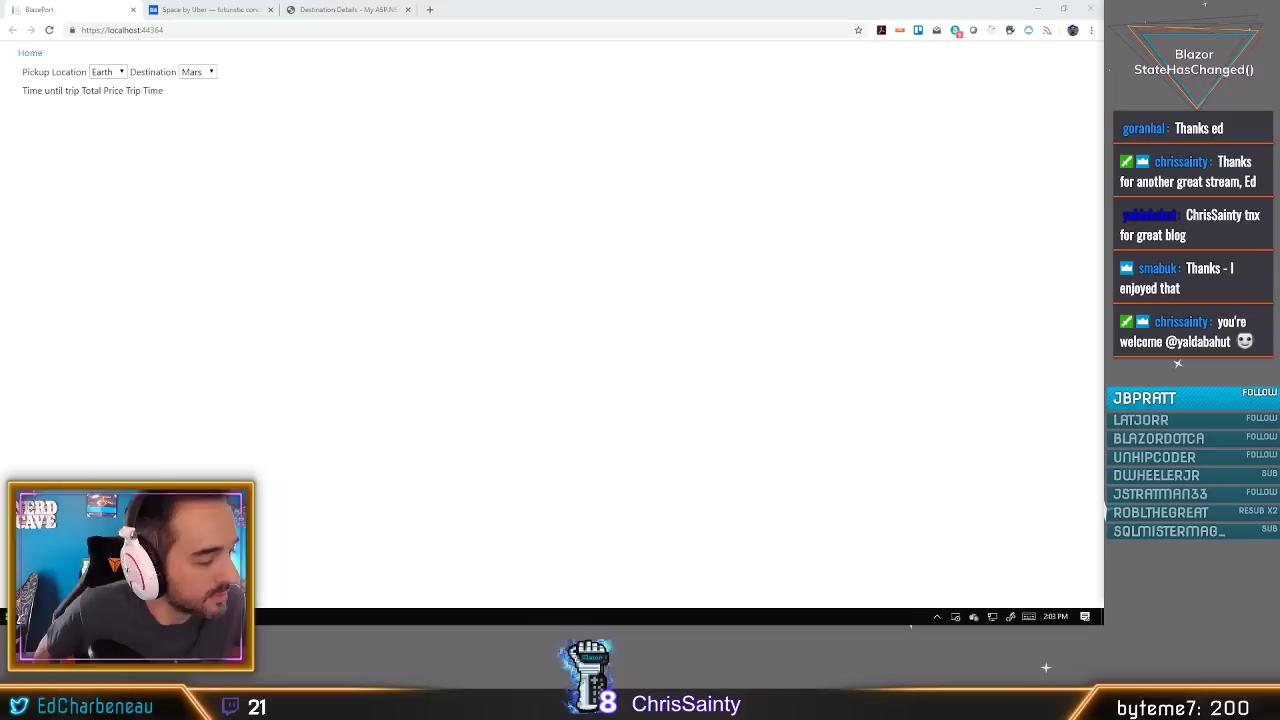 BlazePort
Space by Uber — futuristic con
Destination Details - My ASP.NE
https://localhost:44364
Home
Pickup Location Earth Destination Mars
Time until trip Total Price Trip Time
Blazor
StateHasChanged()
goranhal: Thanks ed
chrissainty: Thanks
for another great stream, Ed
yaldabahut: ChrisSainty tnx
for great blog
smabuk: Thanks - I
enjoyed that
chrissainty: you're
welcome @yaldabahut
JBPRATT FOLLOW
LATJORR FOLLOW
BLAZORDOTCA FOLLOW
UNHIPCODER FOLLOW
DWHEELERJR SUB
JSTRATMAN33 FOLLOW
ROBLTHEGREAT RESUB X2
SQLMISTERMAG_ SUB
2:03 PM
Blazor
EdCharbeneau
21
8 ChrisSainty
byteme7: 200